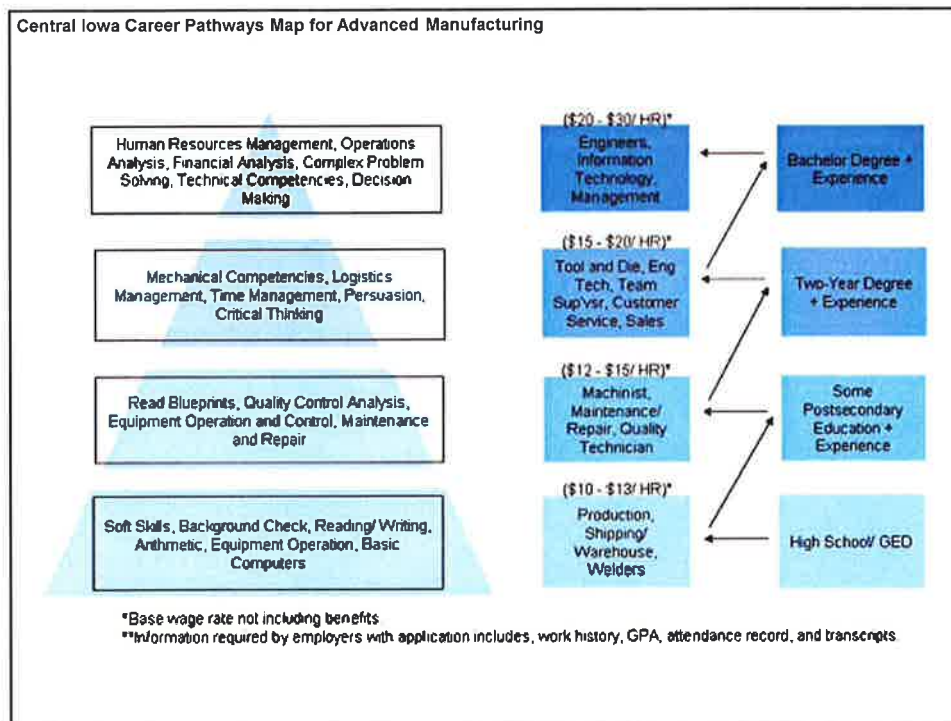 Central Iowa Career Pathways Map for Advanced Manufacturing
Human Resources Management, Operations
Analysis, Financial Analysis, Complex Problem
Solving, Technical Competencies, Decision
Making
($20 - $30/ HR)*
Engineers,
Information
Technology,
Management
Bachelor Degree +
Experience
Mechanical Competencies, Logistics
Management, Time Management, Persuasion,
Critical Thinking
($15 - $20/ HR)*
Tool and Die, Eng
Tech, Team
Sup'vsr, Customer
Service, Sales
Two-Year Degree
+ Experience
Read Blueprints, Quality Control Analysis,
Equipment Operation and Control, Maintenance
and Repair
($12 - $15/ HR)*
Machinist,
Maintenance/
Repair, Quality
Technician
Some
Postsecondary
Education +
Experience
Soft Skills, Background Check, Reading/ Writing,
Arithmetic, Equipment Operation, Basic
Computers
($10 - $13/ HR)*
Production,
Shipping/
Warehouse,
Welders
High School/ GED
*Base wage rate not including benefits
**Information required by employers with application includes, work history, GPA, attendance record, and transcripts